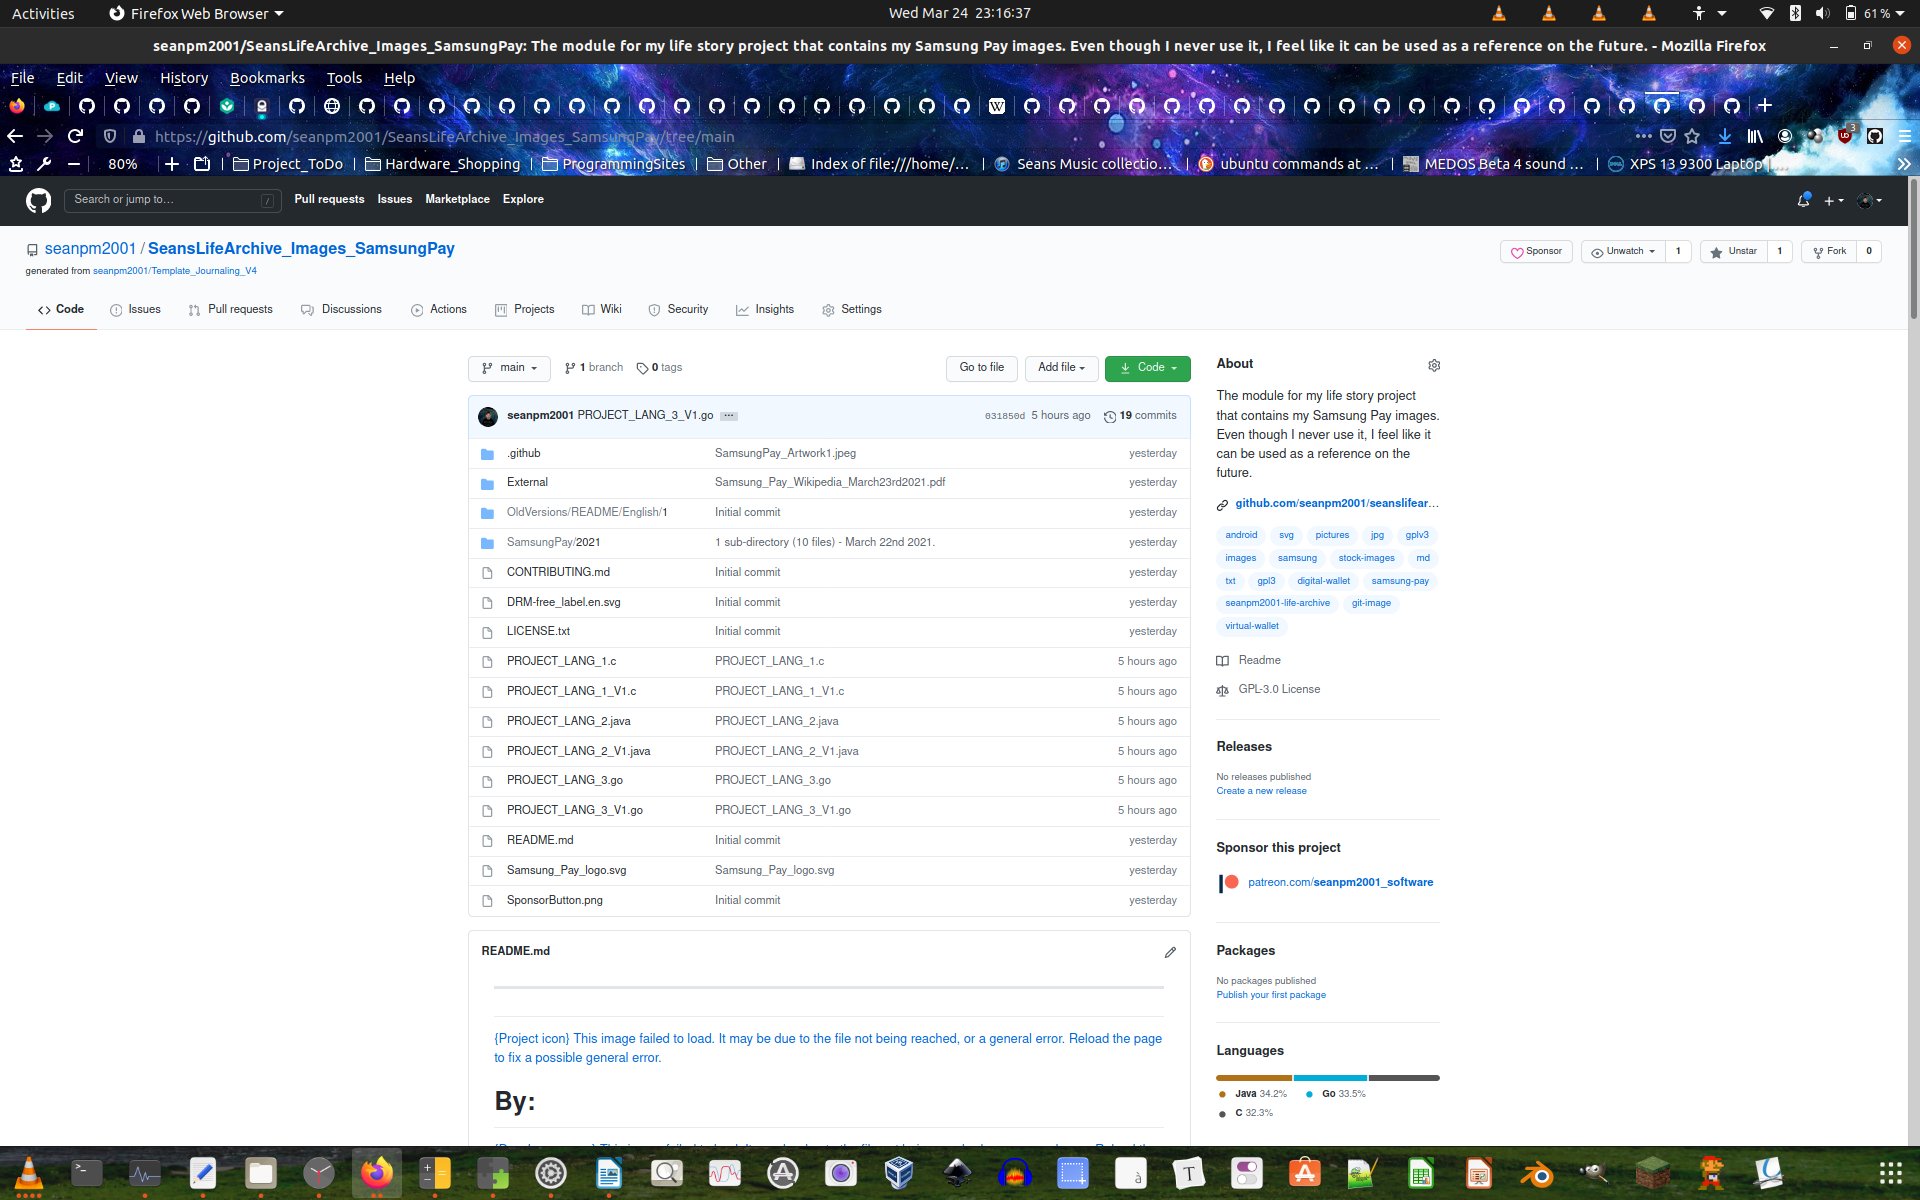 Activities
Firefox Web Browser
Wed Mar 24 23:16:37
61 %
seanpm2001/SeansLifeArchive_Images_SamsungPay: The module for my life story project that contains my Samsung Pay images. Even though I never use it, I feel like it can be used as a reference on the future. - Mozilla Firefox
File Edit View History Bookmarks Tools Help
https://github.com/seanpm2001/SeansLifeArchive_Images_SamsungPay/tree/main
3
80%
Project_ToDo
Hardware_Shopping
ProgrammingSites
Other
Index of file:///home/...
Seans Music collectio...
ubuntu commands at ...
MEDOS Beta 4 sound ...
XPS 13 9300 Laptop
Search or jump to...
/
Pull requests Issues Marketplace Explore
seanpm2001 / SeansLifeArchive_Images_SamsungPay
generated from seanpm2001/Template_Journaling_V4
Sponsor
Unwatch 1
Unstar 1
Fork 0
Code
Issues
Pull requests
Discussions
Actions
Projects
Wiki
Security
Insights
Settings
main
1 branch
0 tags
Go to file
Add file
Code
seanpm2001 PROJECT_LANG_3_V1.go ... 031850d 5 hours ago 19 commits
.github SamsungPay_Artwork1.jpeg yesterday
External Samsung_Pay_Wikipedia_March23rd2021.pdf yesterday
OldVersions/README/English/1 Initial commit yesterday
SamsungPay/2021 1 sub-directory (10 files) - March 22nd 2021. yesterday
CONTRIBUTING.md Initial commit yesterday
DRM-free_label.en.svg Initial commit yesterday
LICENSE.txt Initial commit yesterday
PROJECT_LANG_1.c PROJECT_LANG_1.c 5 hours ago
PROJECT_LANG_1_V1.c PROJECT_LANG_1_V1.c 5 hours ago
PROJECT_LANG_2.java PROJECT_LANG_2.java 5 hours ago
PROJECT_LANG_2_V1.java PROJECT_LANG_2_V1.java 5 hours ago
PROJECT_LANG_3.go PROJECT_LANG_3.go 5 hours ago
PROJECT_LANG_3_V1.go PROJECT_LANG_3_V1.go 5 hours ago
README.md Initial commit yesterday
Samsung_Pay_logo.svg Samsung_Pay_logo.svg yesterday
SponsorButton.png Initial commit yesterday
README.md
{Project icon} This image failed to load. It may be due to the file not being reached, or a general error. Reload the page
to fix a possible general error.
By:
About
The module for my life story project
that contains my Samsung Pay images.
Even though I never use it, I feel like it
can be used as a reference on the
future.
github.com/seanpm2001/seanslifear...
android svg pictures jpg gplv3
images samsung stock-images md
txt gpl3 digital-wallet samsung-pay
seanpm2001-life-archive git-image
virtual-wallet
Readme
GPL-3.0 License
Releases
No releases published
Create a new release
Sponsor this project
patreon.com/seanpm2001_software
Packages
No packages published
Publish your first package
Languages
Java 34.2% Go 33.5%
C 32.3%